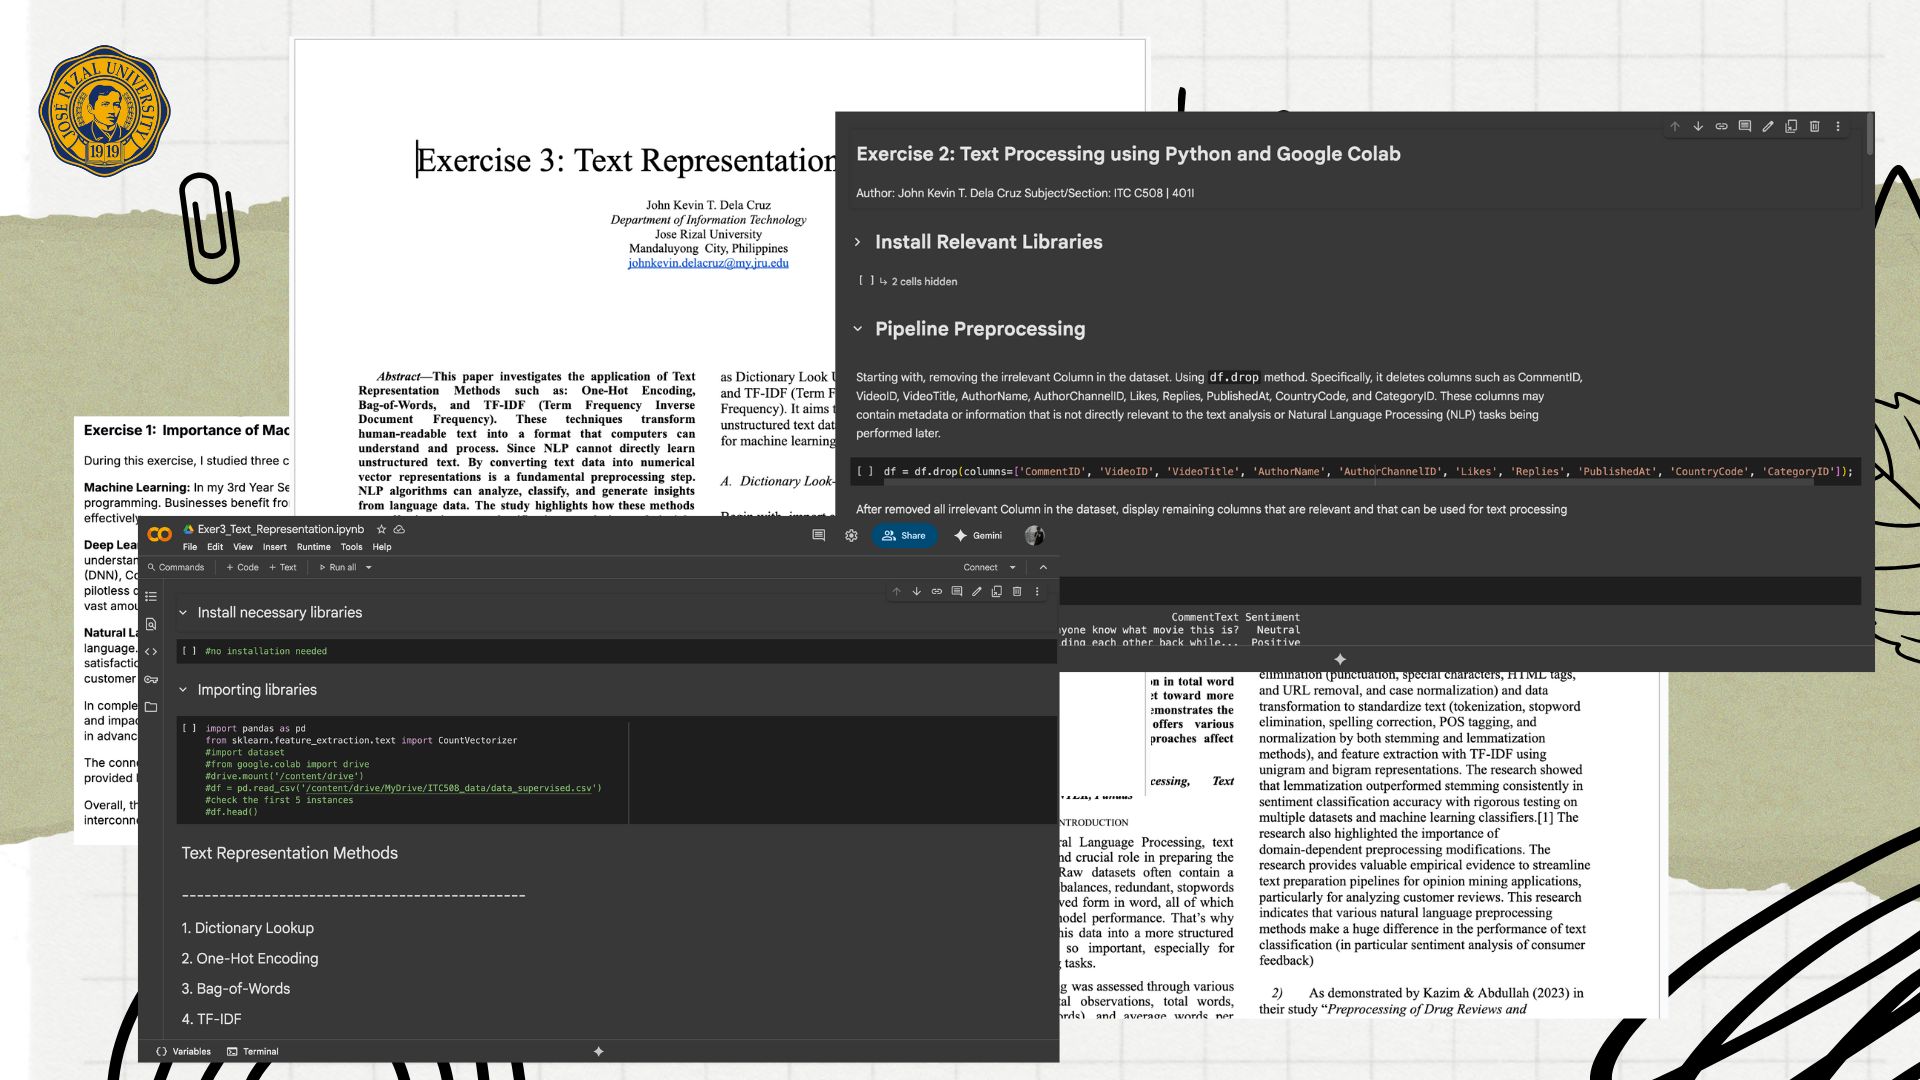 JOSÉ RIZAL UNIVERSITY
1919
Exercise 3: Text Representation
John Kevin T. Dela Cruz
Department of Information Technology
Jose Rizal University
Mandaluyong City, Philippines
johnkevin.delacruz@my.jru.edu
Abstract—This paper investigates the application of Text
Representation Methods such as: One-Hot Encoding,
Bag-of-Words, and TF-IDF (Term Frequency Inverse
Document Frequency). These techniques transform
human-readable text into a format that computers can
understand and process. Since NLP cannot directly learn
unstructured text. By converting text data into numerical
vector representations is a fundamental preprocessing step.
NLP algorithms can analyze, classify, and generate insights
from language data. The study highlights how these methods
as Dictionary Look
and TF-IDF (Term F
Frequency). It aims
unstructured text dat
for machine learning
A. Dictionary Look-
Exercise 2: Text Processing using Python and Google Colab
Author: John Kevin T. Dela Cruz Subject/Section: ITC C508 | 401I
Install Relevant Libraries
[ ] ↳ 2 cells hidden
Pipeline Preprocessing
Starting with, removing the irrelevant Column in the dataset. Using df.drop method. Specifically, it deletes columns such as CommentID,
VideoID, VideoTitle, AuthorName, AuthorChannelID, Likes, Replies, PublishedAt, CountryCode, and CategoryID. These columns may
contain metadata or information that is not directly relevant to the text analysis or Natural Language Processing (NLP) tasks being
performed later.
[ ] df = df.drop(columns=['CommentID', 'VideoID', 'VideoTitle', 'AuthorName', 'AuthorChannelID', 'Likes', 'Replies', 'PublishedAt', 'CountryCode', 'CategoryID']);
After removed all irrelevant Column in the dataset, display remaining columns that are relevant and that can be used for text processing
CommentText Sentiment
yone know what movie this is? Neutral
ding each other back while... Positive
Exercise 1: Importance of Mac
During this exercise, I studied three c
Machine Learning: In my 3rd Year Se
programming. Businesses benefit fro
effectively
Deep Lea
understan
(DNN), Co
pilotless c
vast amou
Natural La
language.
satisfactio
customer
In comple
and impac
in advanc
The conn
provided l
Overall, th
interconn
Exer3_Text_Representation.ipynb
File Edit View Insert Runtime Tools Help
Share
Gemini
Commands + Code + Text Run all
Connect
Install necessary libraries
[ ] #no installation needed
Importing libraries
[ ] import pandas as pd
from sklearn.feature_extraction.text import CountVectorizer
#import dataset
#from google.colab import drive
#drive.mount('/content/drive')
#df = pd.read_csv('/content/drive/MyDrive/ITC508_data/data_supervised.csv')
#check the first 5 instances
#df.head()
Text Representation Methods
----------------------------------------------
1. Dictionary Lookup
2. One-Hot Encoding
3. Bag-of-Words
4. TF-IDF
Variables Terminal
on in total word
et toward more
emonstrates the
offers various
proaches affect
cessing, Text
NTRODUCTION
ral Language Processing, text
nd crucial role in preparing the
Raw datasets often contain a
balances, redundant, stopwords
ved form in word, all of which
nodel performance. That's why
his data into a more structured
so important, especially for
tasks.
g was assessed through various
tal observations, total words,
ords), and average words per
elimination (punctuation, special characters, HTML tags,
and URL removal, and case normalization) and data
transformation to standardize text (tokenization, stopword
elimination, spelling correction, POS tagging, and
normalization by both stemming and lemmatization
methods), and feature extraction with TF-IDF using
unigram and bigram representations. The research showed
that lemmatization outperformed stemming consistently in
sentiment classification accuracy with rigorous testing on
multiple datasets and machine learning classifiers.[1] The
research also highlighted the importance of
domain-dependent preprocessing modifications. The
research provides valuable empirical evidence to streamline
text preparation pipelines for opinion mining applications,
particularly for analyzing customer reviews. This research
indicates that various natural language preprocessing
methods make a huge difference in the performance of text
classification (in particular sentiment analysis of consumer
feedback)
2) As demonstrated by Kazim & Abdullah (2023) in
their study “Preprocessing of Drug Reviews and